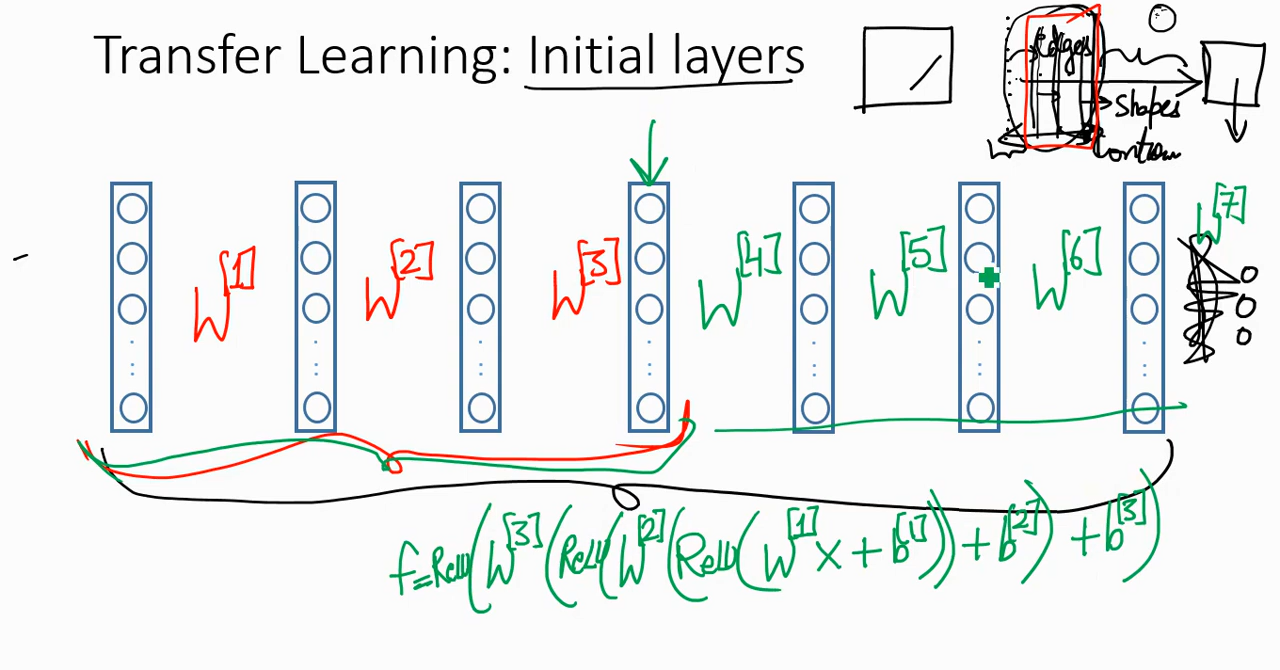 Transfer Learning: Initial layers
edges
shapes
W
W[7]
W[1] W[2] W[3] W[4] W[5] W[6]
f=Relu(W[3](Relu(W[2](Relu(W[1]x+b[1]))+b[2])+b[3])